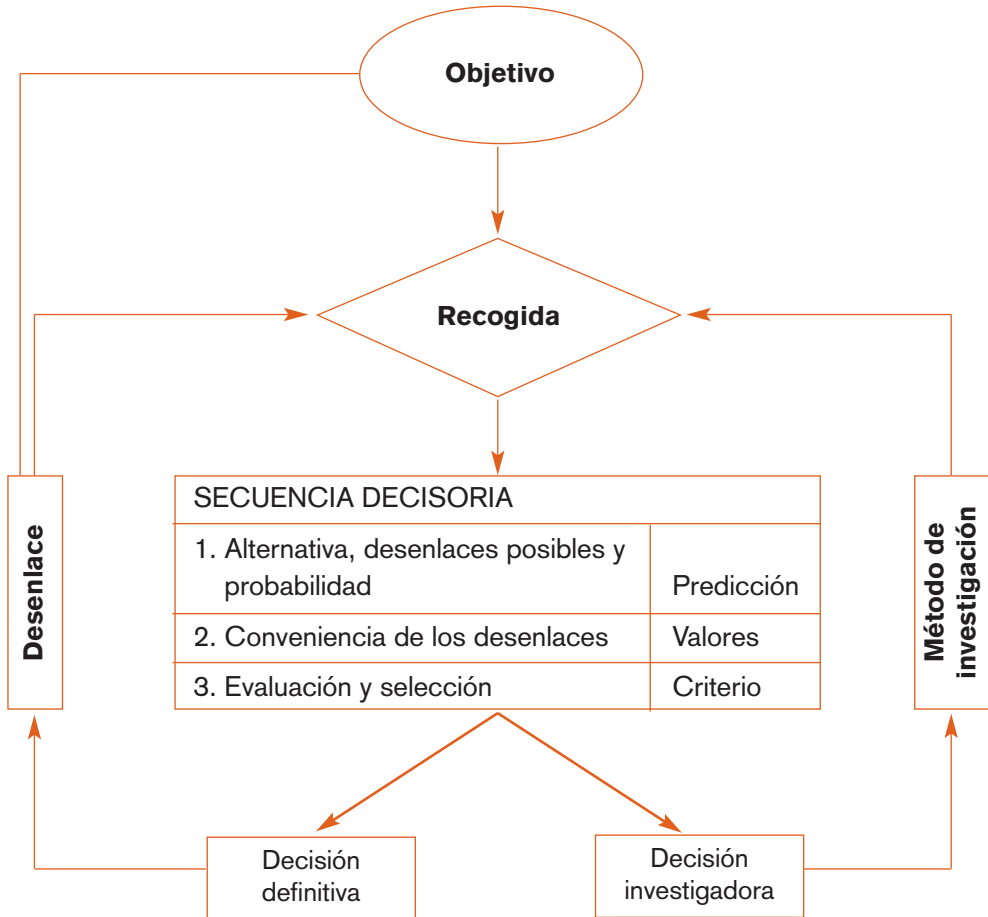 Objetivo
Recogida
SECUENCIA DECISORIA
1. Alternativa, desenlaces posibles y
probabilidad
Predicción
2. Conveniencia de los desenlaces
Valores
3. Evaluación y selección
Criterio
Desenlace
Método de
investigación
Decisión
definitiva
Decisión
investigadora